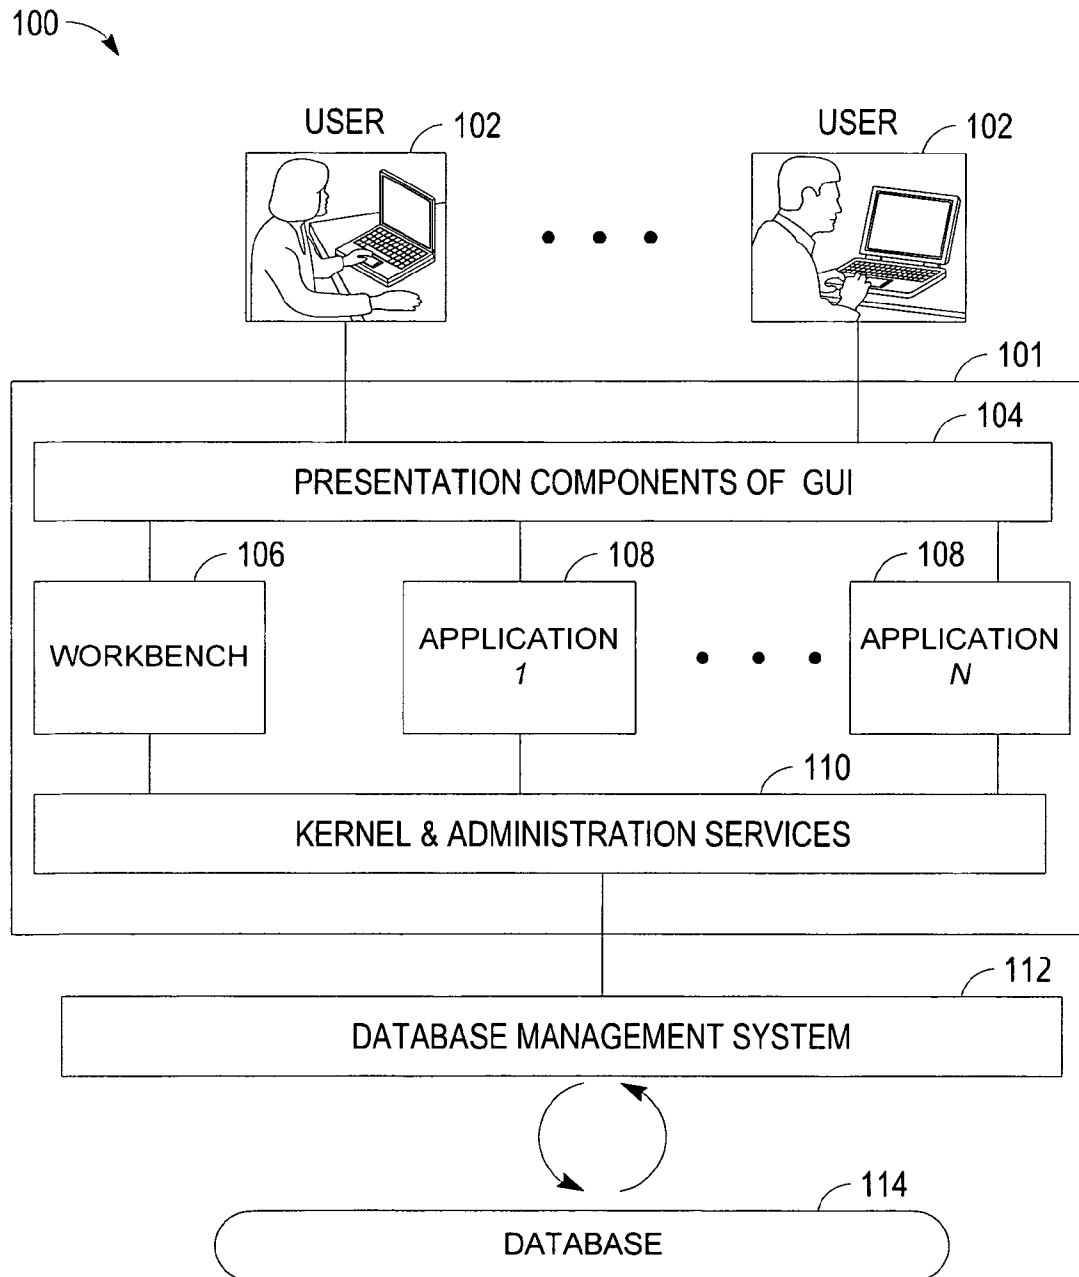 100
USER 102
USER 102
101
104
PRESENTATION COMPONENTS OF GUI
106
108
108
WORKBENCH
APPLICATION
1
APPLICATION
N
110
KERNEL & ADMINISTRATION SERVICES
112
DATABASE MANAGEMENT SYSTEM
114
DATABASE